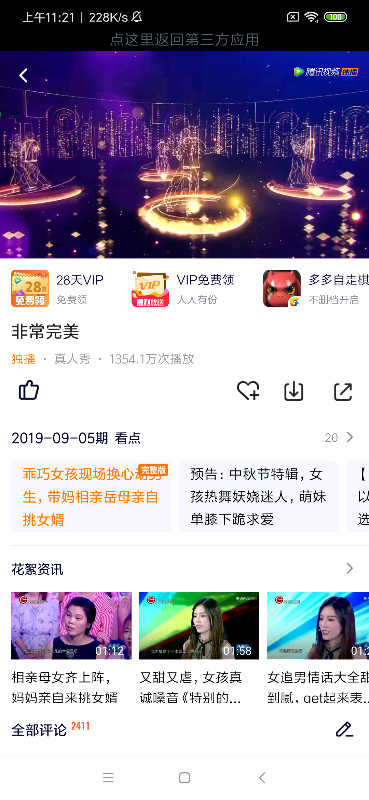 上午11:21 | 228K/s
100
点这里返回第三方应用
腾讯视频 独播
28天
免费领
28天VIP
免费领
VIP
福利放送
VIP免费领
人人有份
多多自走棋
不删档开启
非常完美
独播 · 真人秀 · 1354.1万次播放
2019-09-05期 看点
20
完整版
乖巧女孩现场换心动男
生，带妈相亲岳母亲自
挑女婿
预告：中秋节特辑，女
孩热舞妖娆迷人，萌妹
单膝下跪求爱
【
以
选
花絮资讯
01:12
01:58
01:2
相亲母女齐上阵，
妈妈亲自来挑女婿
又甜又虐，女孩真
诚嗓音《特别的...
女追男情话大全甜
到腻，get起来表...
全部评论 2411